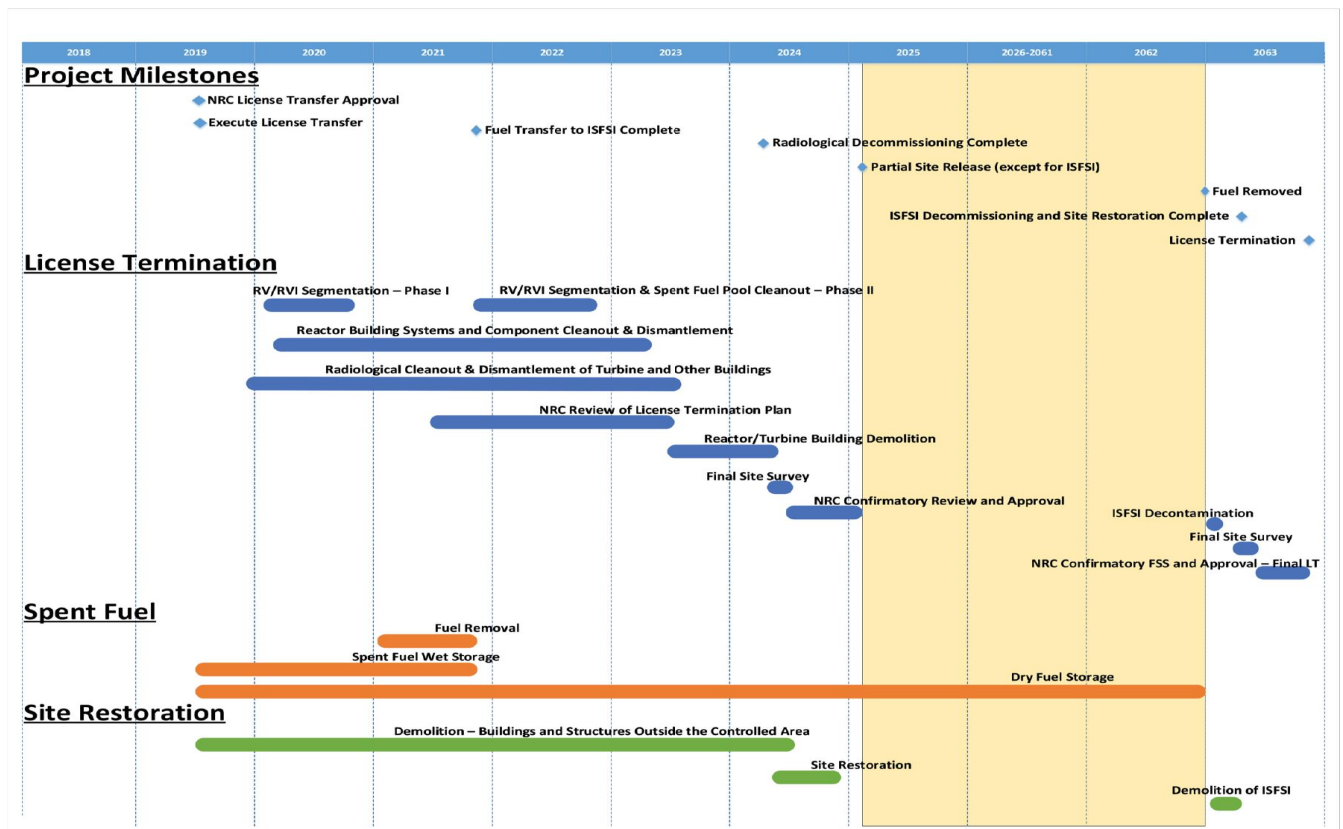 2018 2019 2020 2021 2022 2023 2024 2025 2026-2061 2062 2063
Project Milestones
NRC License Transfer Approval
Execute License Transfer
Fuel Transfer to ISFSI Complete
Radiological Decommissioning Complete
Partial Site Release (except for ISFSI)
Fuel Removed
ISFSI Decommissioning and Site Restoration Complete
License Termination
License Termination
RV/RVI Segmentation – Phase I
RV/RVI Segmentation & Spent Fuel Pool Cleanout – Phase II
Reactor Building Systems and Component Cleanout & Dismantlement
Radiological Cleanout & Dismantlement of Turbine and Other Buildings
NRC Review of License Termination Plan
Reactor/Turbine Building Demolition
Final Site Survey
NRC Confirmatory Review and Approval
ISFSI Decontamination
Final Site Survey
NRC Confirmatory FSS and Approval – Final LT
Spent Fuel
Fuel Removal
Spent Fuel Wet Storage
Dry Fuel Storage
Site Restoration
Demolition – Buildings and Structures Outside the Controlled Area
Site Restoration
Demolition of ISFSI